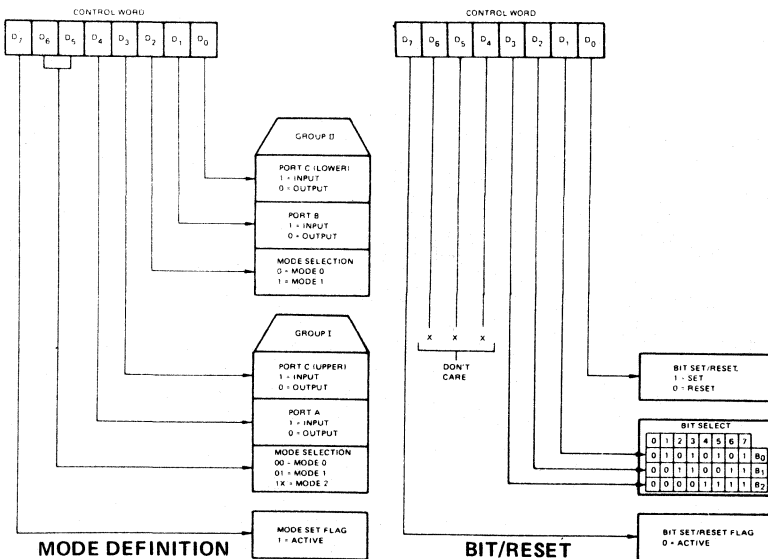 CONTROL WORD
D7 D6 D5 D4 D3 D2 D1 D0
GROUP II
PORT C (LOWER)
1 = INPUT
0 = OUTPUT
PORT B
1 = INPUT
0 = OUTPUT
MODE SELECTION
0 = MODE 0
1 = MODE 1
GROUP I
PORT C (UPPER)
1 = INPUT
0 = OUTPUT
PORT A
1 = INPUT
0 = OUTPUT
MODE SELECTION
00 = MODE 0
01 = MODE 1
1X = MODE 2
MODE SET FLAG
1 = ACTIVE
MODE DEFINITION
CONTROL WORD
D7 D6 D5 D4 D3 D2 D1 D0
X X X
DON'T
CARE
BIT SET/RESET
1 = SET
0 = RESET
BIT SELECT
0 1 2 3 4 5 6 7
0 1 0 1 0 1 0 1 B0
0 0 1 1 0 0 1 1 B1
0 0 0 0 1 1 1 1 B2
BIT SET/RESET FLAG
0 = ACTIVE
BIT/RESET